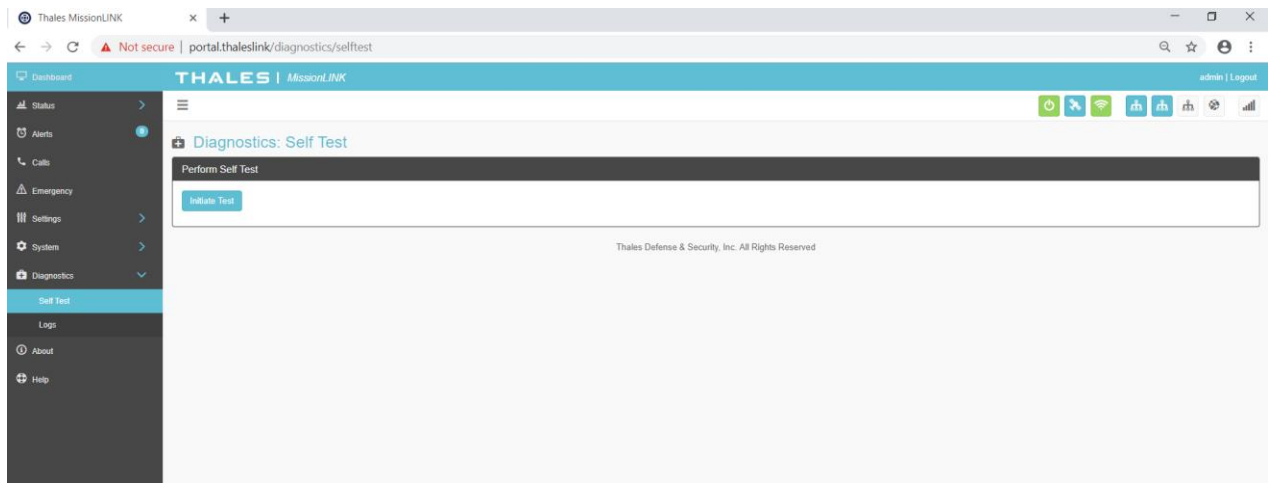 Thales MissionLINK
Not secure | portal.thaleslink/diagnostics/selftest
Dashboard
THALES | MissionLINK
admin | Logout
Status
Alerts
Calls
Emergency
Settings
System
Diagnostics
Self Test
Logs
About
Help
Diagnostics: Self Test
Perform Self Test
Initiate Test
Thales Defense & Security, Inc. All Rights Reserved